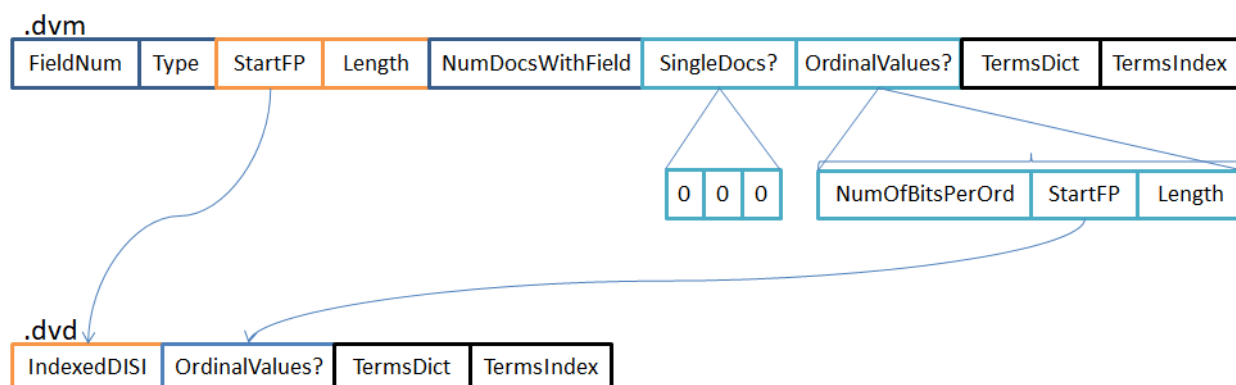 .dvm
FieldNum Type StartFP Length NumDocsWithField SingleDocs? OrdinalValues? TermsDict TermsIndex
0 0 0 NumOfBitsPerOrd StartFP Length
.dvd
IndexedDISI OrdinalValues? TermsDict TermsIndex